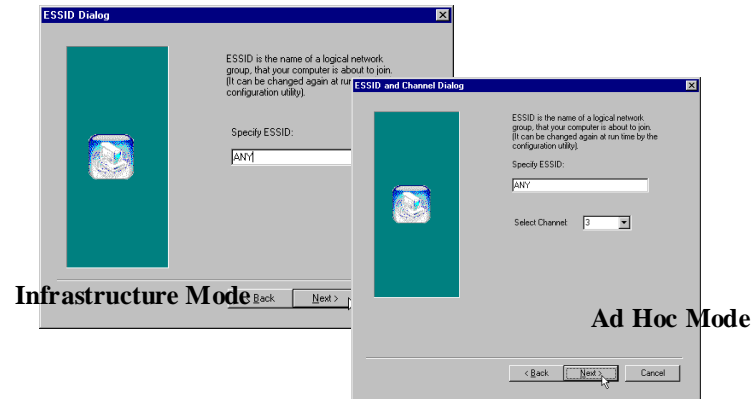 ESSID Dialog
ESSID is the name of a logical network
group, that your computer is about to join.
(It can be changed again at run
configuration utility).
Specify ESSID:
ANY
Back
Next >
Infrastructure Mode
ESSID and Channel Dialog
ESSID is the name of a logical network
group, that your computer is about to join.
(It can be changed again at run time by the
configuration utility).
Specify ESSID:
ANY
Select Channel: 3
< Back Next > Cancel
Ad Hoc Mode